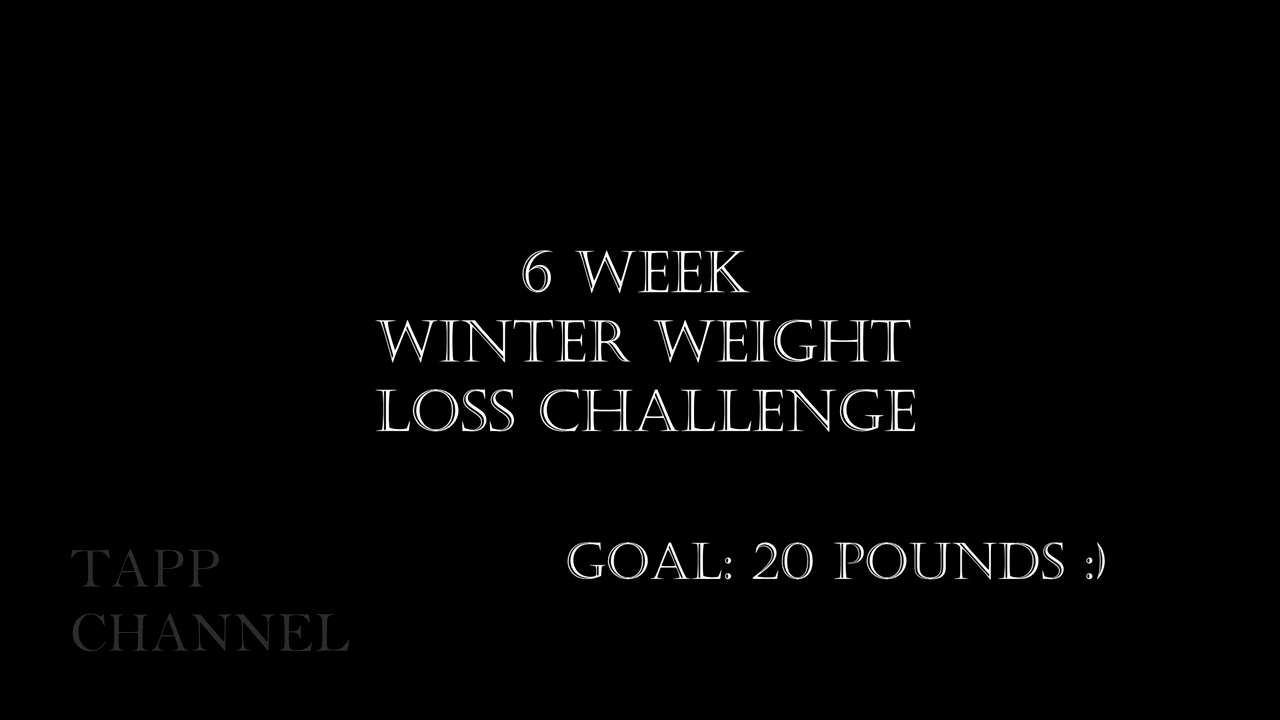 6 WEEK
WINTER WEIGHT
LOSS CHALLENGE
GOAL: 20 POUNDS :)
TAPP
CHANNEL